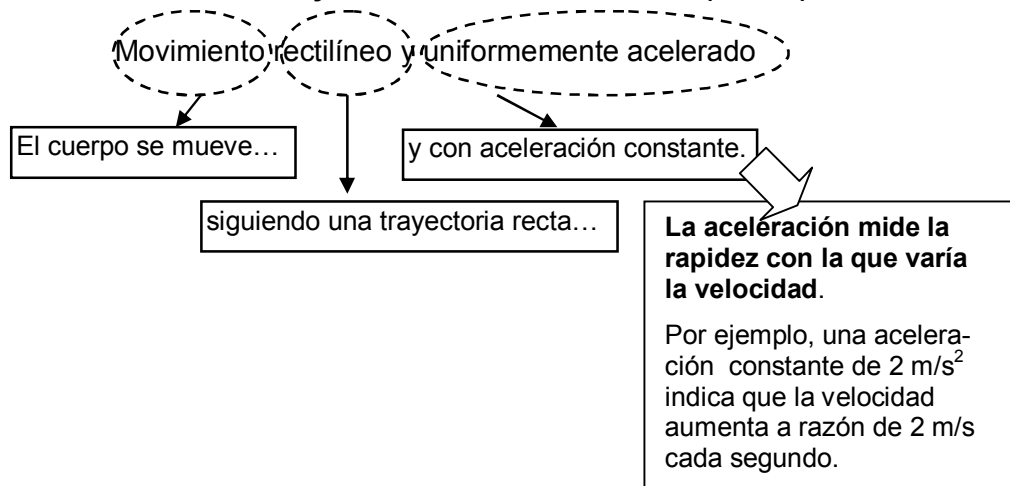 Movimiento rectilíneo y uniformemente acelerado
El cuerpo se mueve…
y con aceleración constante.
siguiendo una trayectoria recta…
La aceleración mide la
rapidez con la que varía
la velocidad.
Por ejemplo, una acelera-
ción constante de 2 m/s²
indica que la velocidad
aumenta a razón de 2 m/s
cada segundo.